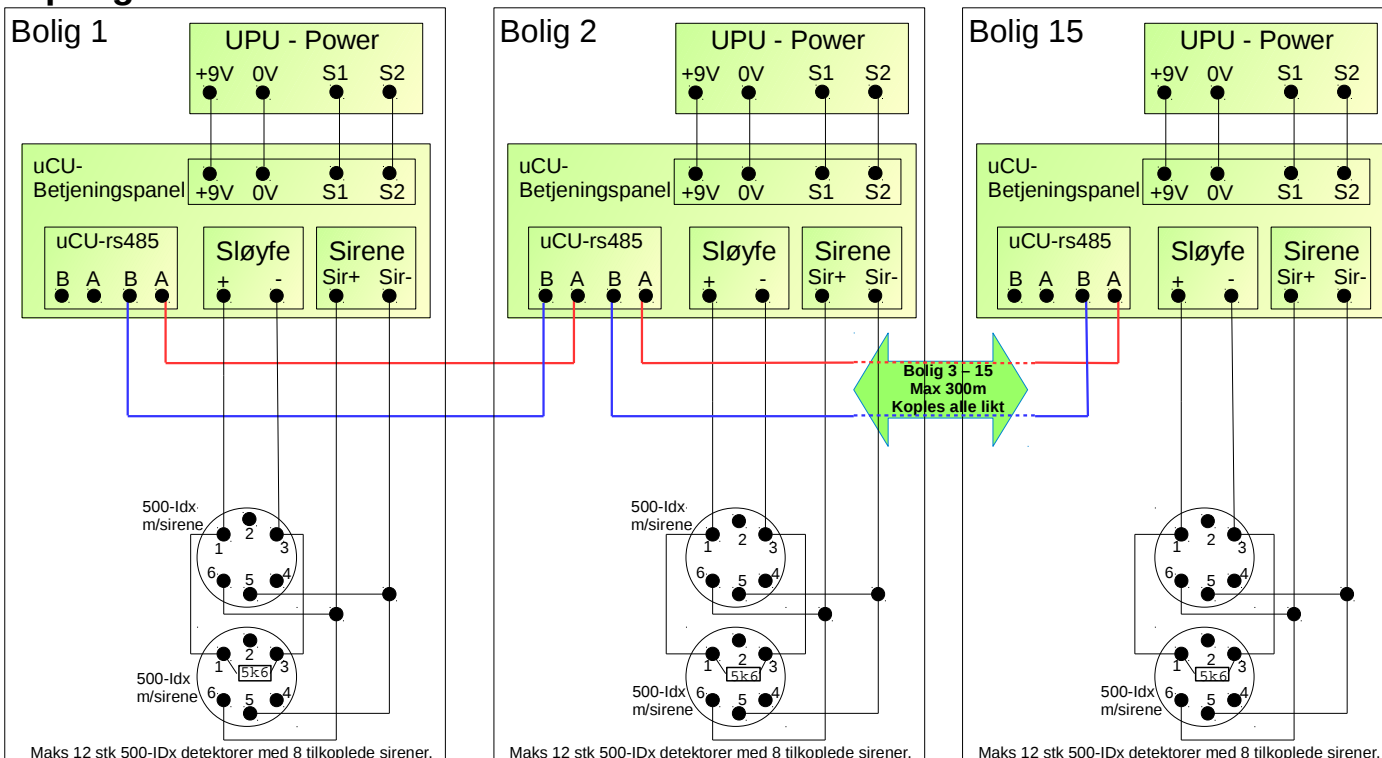 Bolig 1
UPU - Power
+9V 0V S1 S2
uCU-
Betjeningspanel
+9V 0V S1 S2
uCU-rs485
B A B A
Sløyfe
+ -
Sirene
Sir+ Sir-
500-Idx
m/sirene
1 2 3
6 5 4
500-Idx
m/sirene
1 2 3
5k6
6 5 4
Maks 12 stk 500-IDx detektorer med 8 tilkoplede sirener.
Bolig 2
UPU - Power
+9V 0V S1 S2
uCU-
Betjeningspanel
+9V 0V S1 S2
uCU-rs485
B A B A
Sløyfe
+ -
Sirene
Sir+ Sir-
500-Idx
m/sirene
1 2 3
6 5 4
500-Idx
m/sirene
1 2 3
5k6
6 5 4
Maks 12 stk 500-IDx detektorer med 8 tilkoplede sirener.
Bolig 3 – 15
Max 300m
Koples alle likt
Bolig 15
UPU - Power
+9V 0V S1 S2
uCU-
Betjeningspanel
+9V 0V S1 S2
uCU-rs485
B A B A
Sløyfe
+ -
Sirene
Sir+ Sir-
1 2 3
6 5 4
500-Idx
m/sirene
1 2 3
5k6
6 5 4
Maks 12 stk 500-IDx detektorer med 8 tilkoplede sirener.